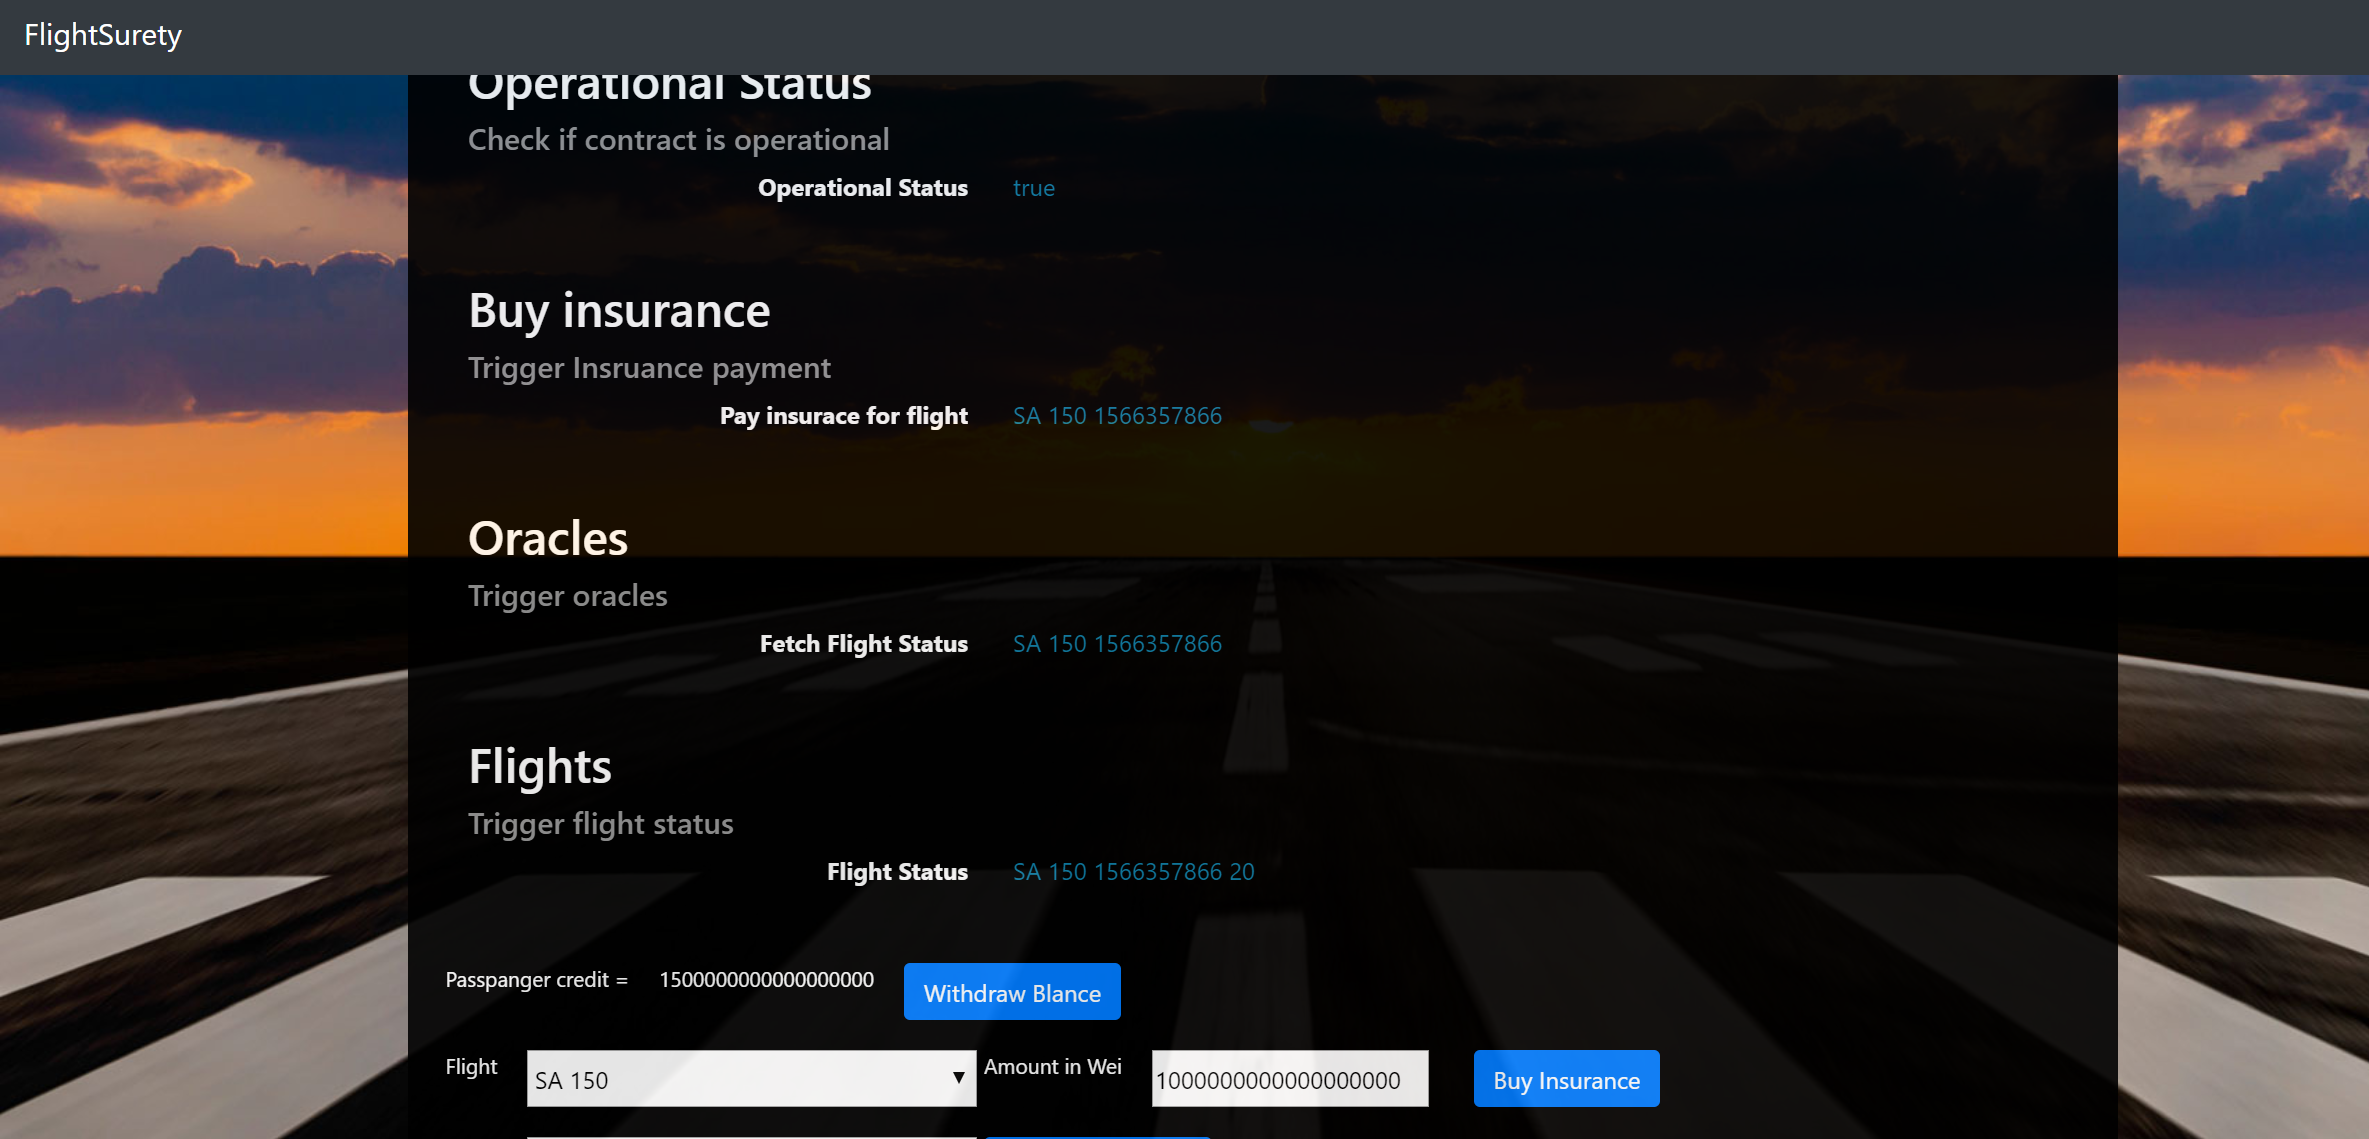 FlightSurety
Operational Status
Check if contract is operational
Operational Status true
Buy insurance
Trigger Insruance payment
Pay insurace for flight SA 150 1566357866
Oracles
Trigger oracles
Fetch Flight Status SA 150 1566357866
Flights
Trigger flight status
Flight Status SA 150 1566357866 20
Passpanger credit = 1500000000000000000 Withdraw Blance
Flight SA 150 Amount in Wei 1000000000000000000 Buy Insurance